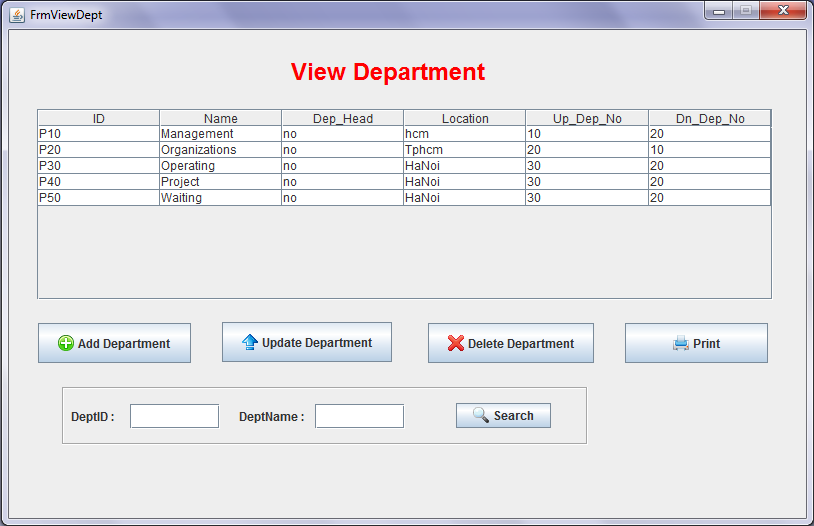 FrmViewDept
View Department
ID Name Dep_Head Location Up_Dep_No Dn_Dep_No
P10 Management no hcm 10 20
P20 Organizations no Tphcm 20 10
P30 Operating no HaNoi 30 20
P40 Project no HaNoi 30 20
P50 Waiting no HaNoi 30 20
Add Department Update Department Delete Department Print
DeptID : DeptName : Search